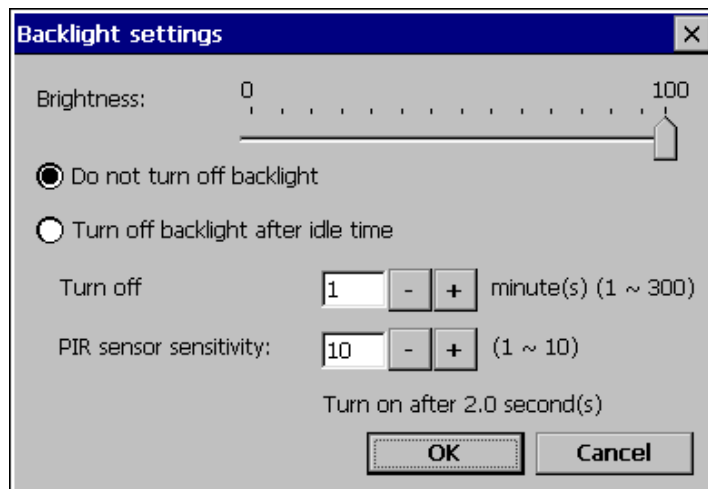 Backlight settings
Brightness: 0 100
Do not turn off backlight
Turn off backlight after idle time
Turn off 1 - + minute(s) (1 ~ 300)
PIR sensor sensitivity: 10 - + (1 ~ 10)
Turn on after 2.0 second(s)
OK Cancel